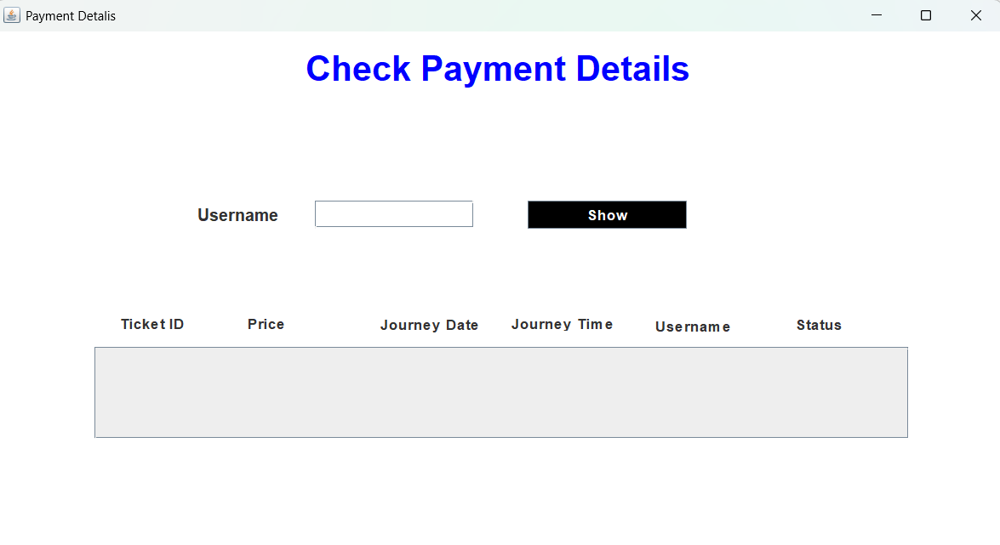 Payment Detalis
Check Payment Details
Username Show
Ticket ID Price Journey Date Journey Time Username Status